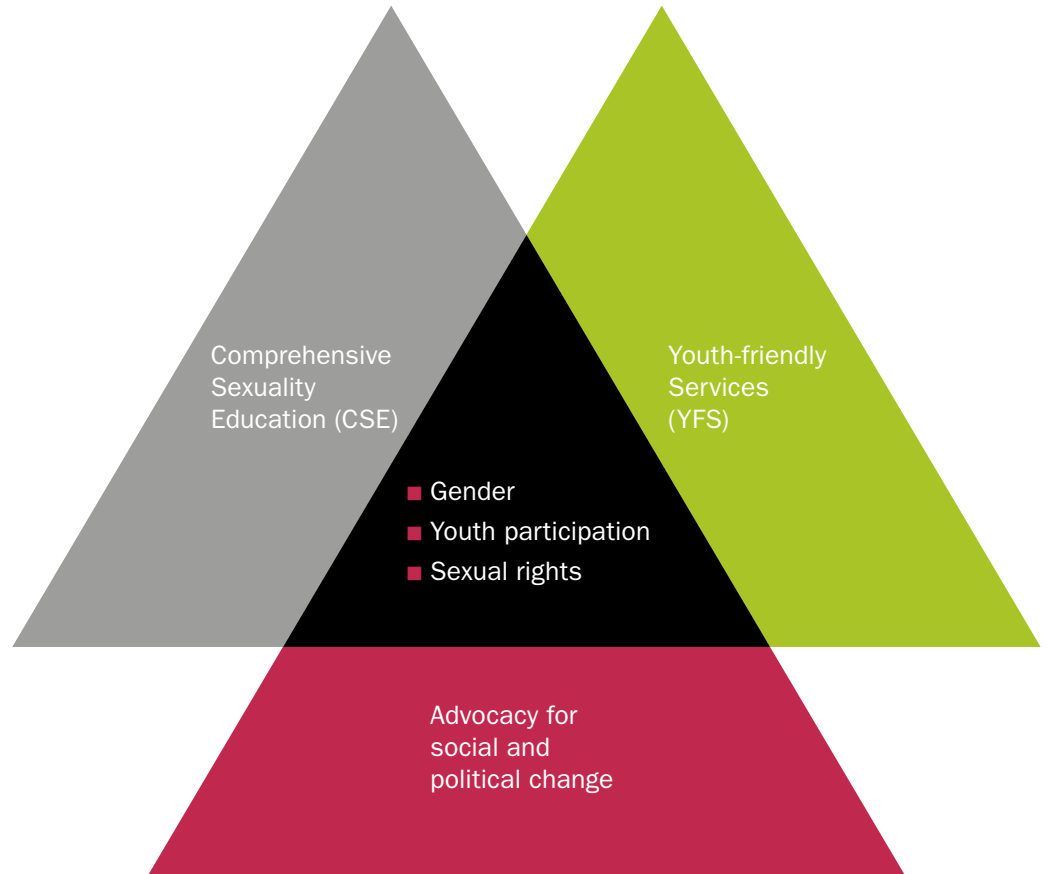 Comprehensive
Sexuality
Education (CSE)
Youth-friendly
Services
(YFS)
Gender
Youth participation
Sexual rights
Advocacy for
social and
political change